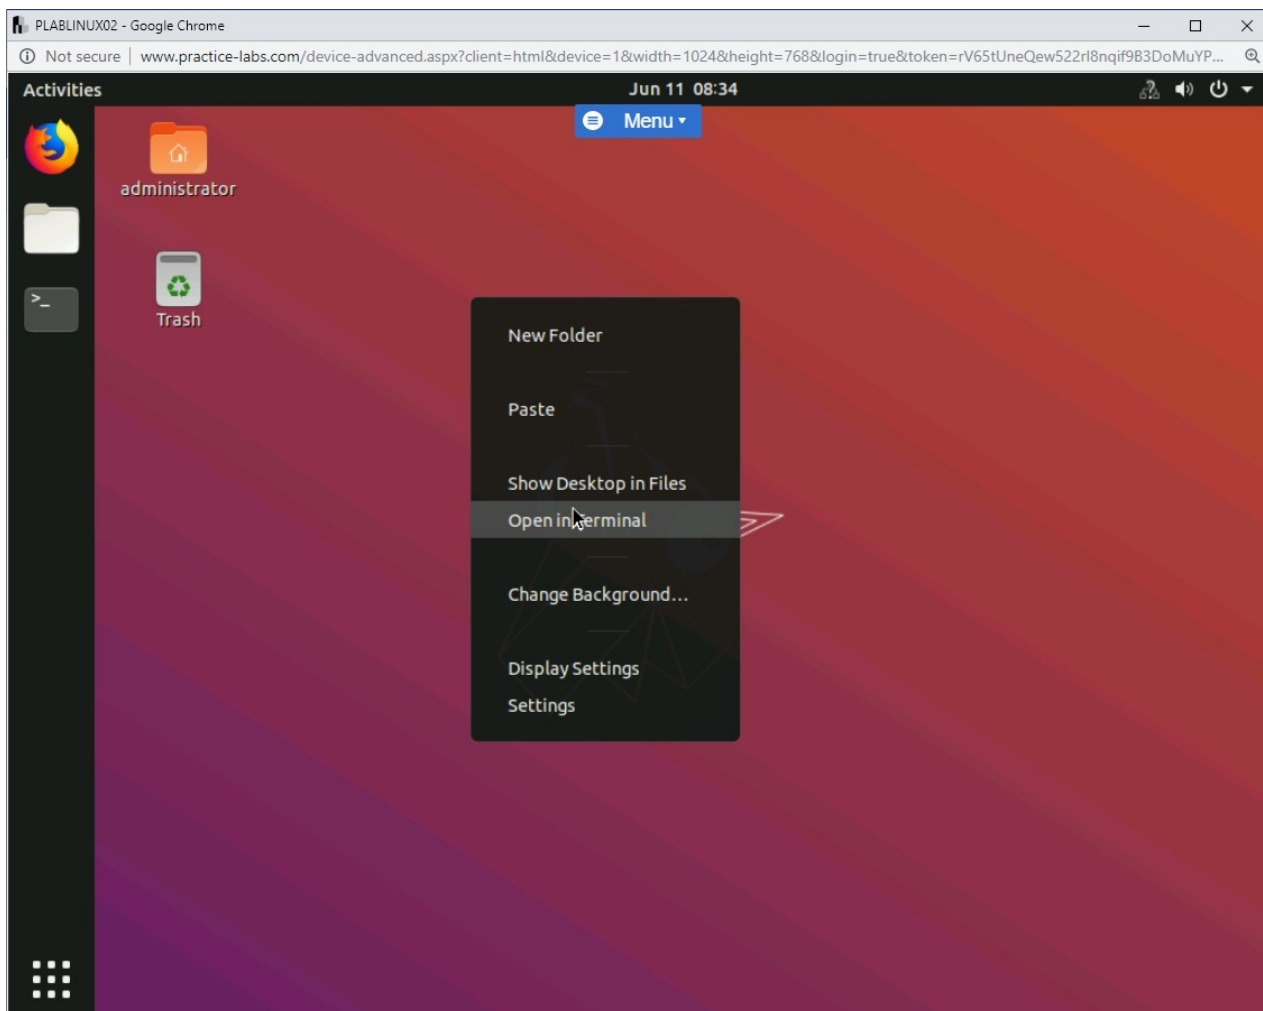 PLABLINUX02 - Google Chrome
Not secure | www.practice-labs.com/device-advanced.aspx?client=html&device=1&width=1024&height=768&login=true&token=rV65tUneQew522rl8nqif9B3DoMuYP...
Activities
Jun 11 08:34
Menu
administrator
>_
Trash
New Folder
Paste
Show Desktop in Files
Open in Terminal
Change Background...
Display Settings
Settings